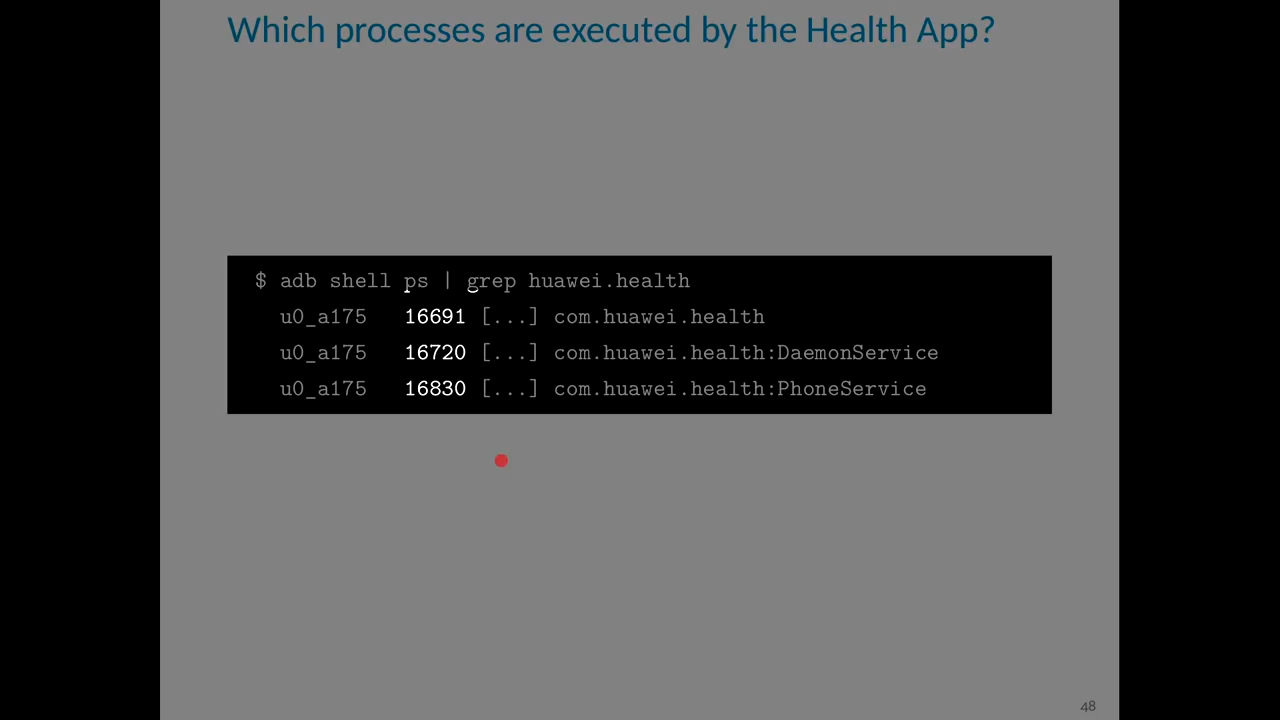 Which processes are executed by the Health App?
$ adb shell ps | grep huawei.health
u0_a175 16691 [...] com.huawei.health
u0_a175 16720 [...] com.huawei.health:DaemonService
u0_a175 16830 [...] com.huawei.health:PhoneService
48